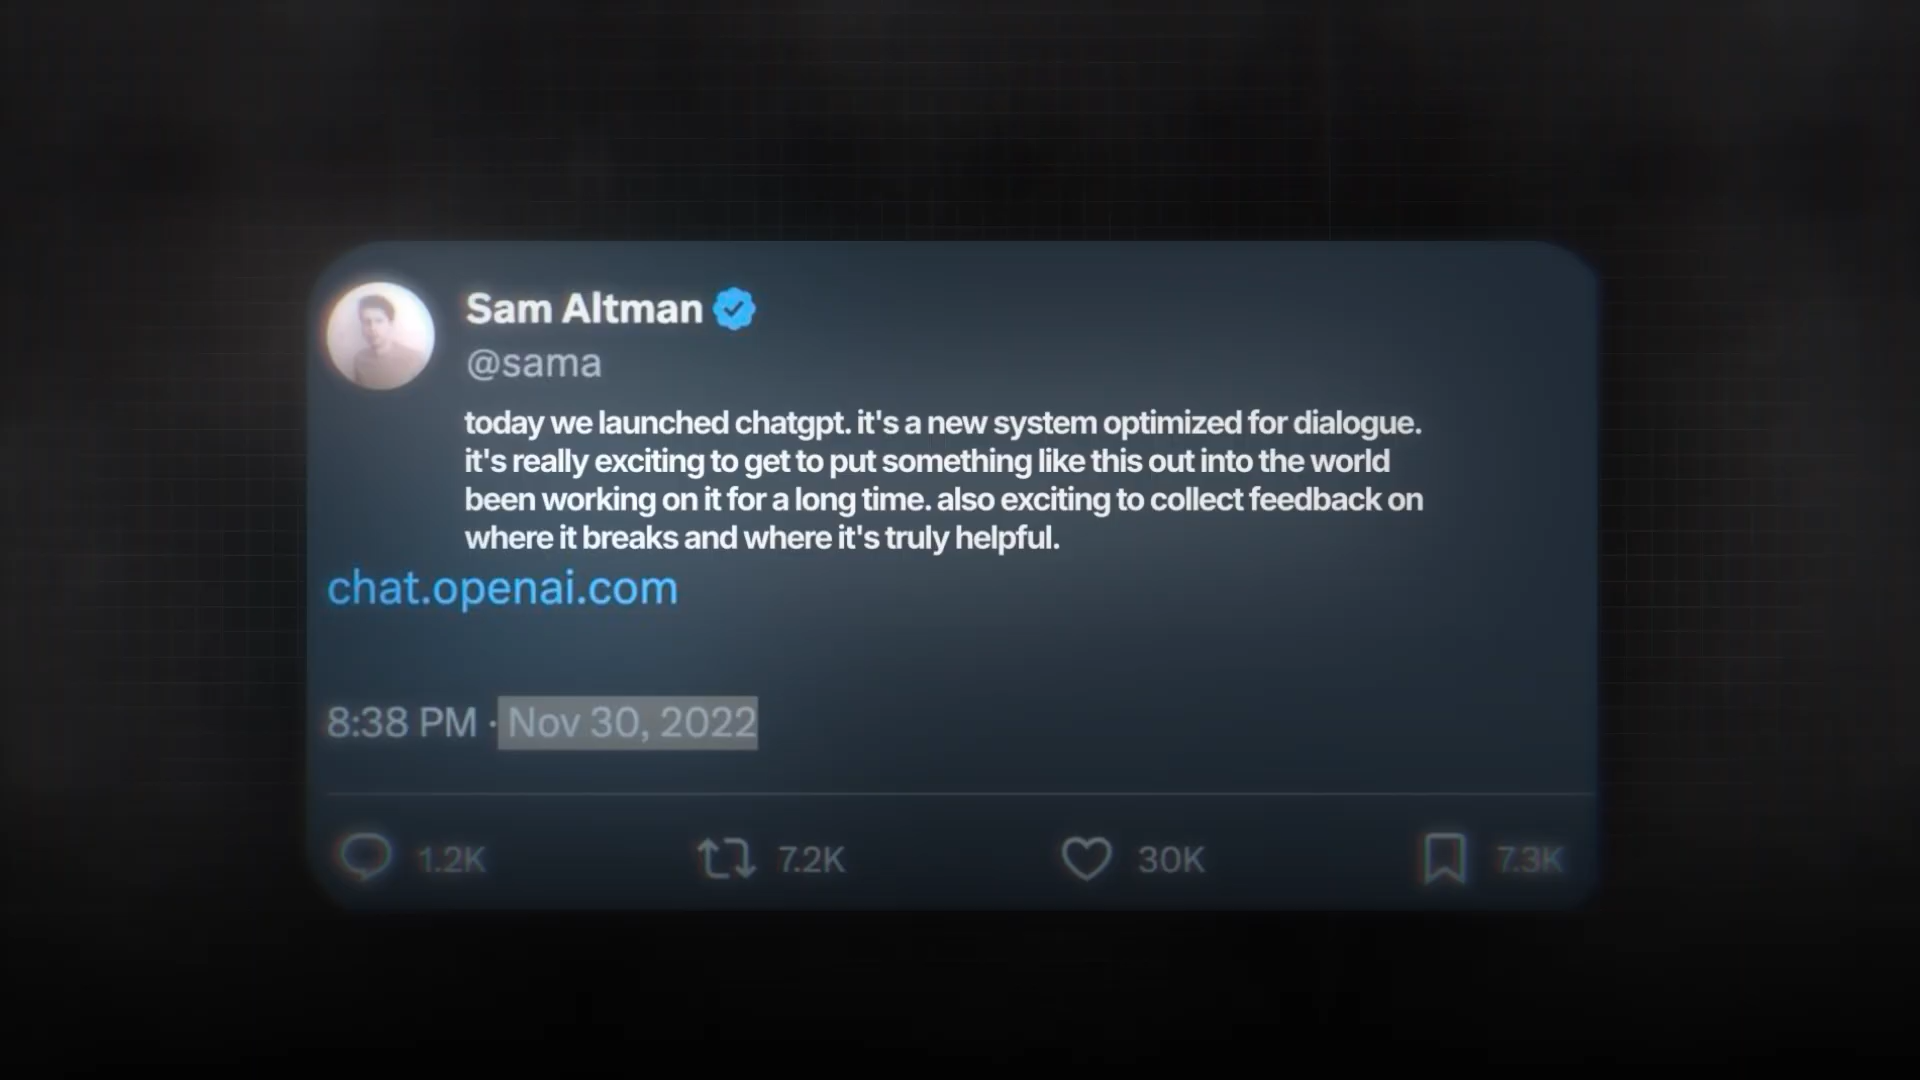 Sam Altman
@sama
today we launched chatgpt. it's a new system optimized for dialogue.
it's really exciting to get to put something like this out into the world
been working on it for a long time. also exciting to collect feedback on
where it breaks and where it's truly helpful.
chat.openai.com
8:38 PM · Nov 30, 2022
1.2K 7.2K 30K 7.3K